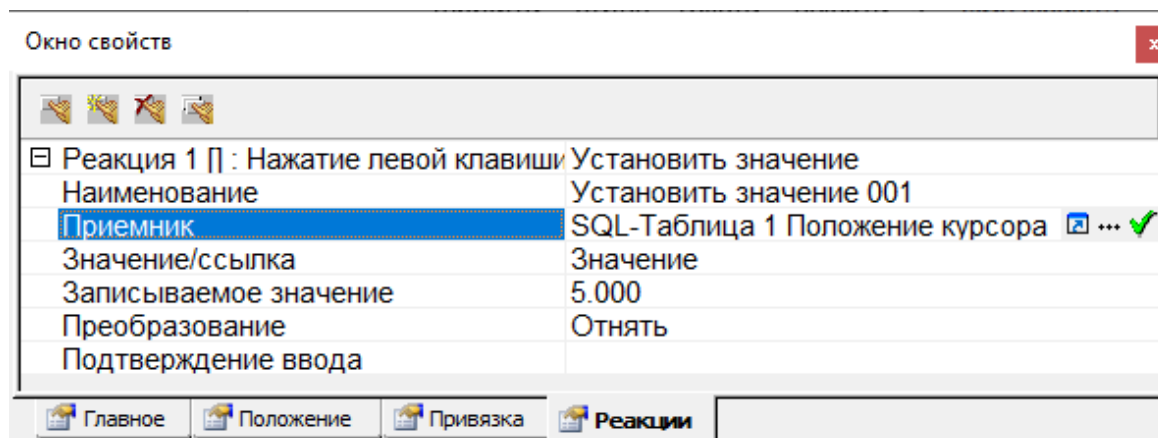 Окно свойств
Реакция 1 [] : Нажатие левой клавиши Установить значение
Наименование Установить значение 001
Приемник SQL-Таблица 1 Положение курсора ...
Значение/ссылка Значение
Записываемое значение 5.000
Преобразование Отнять
Подтверждение ввода
Главное Положение Привязка Реакции